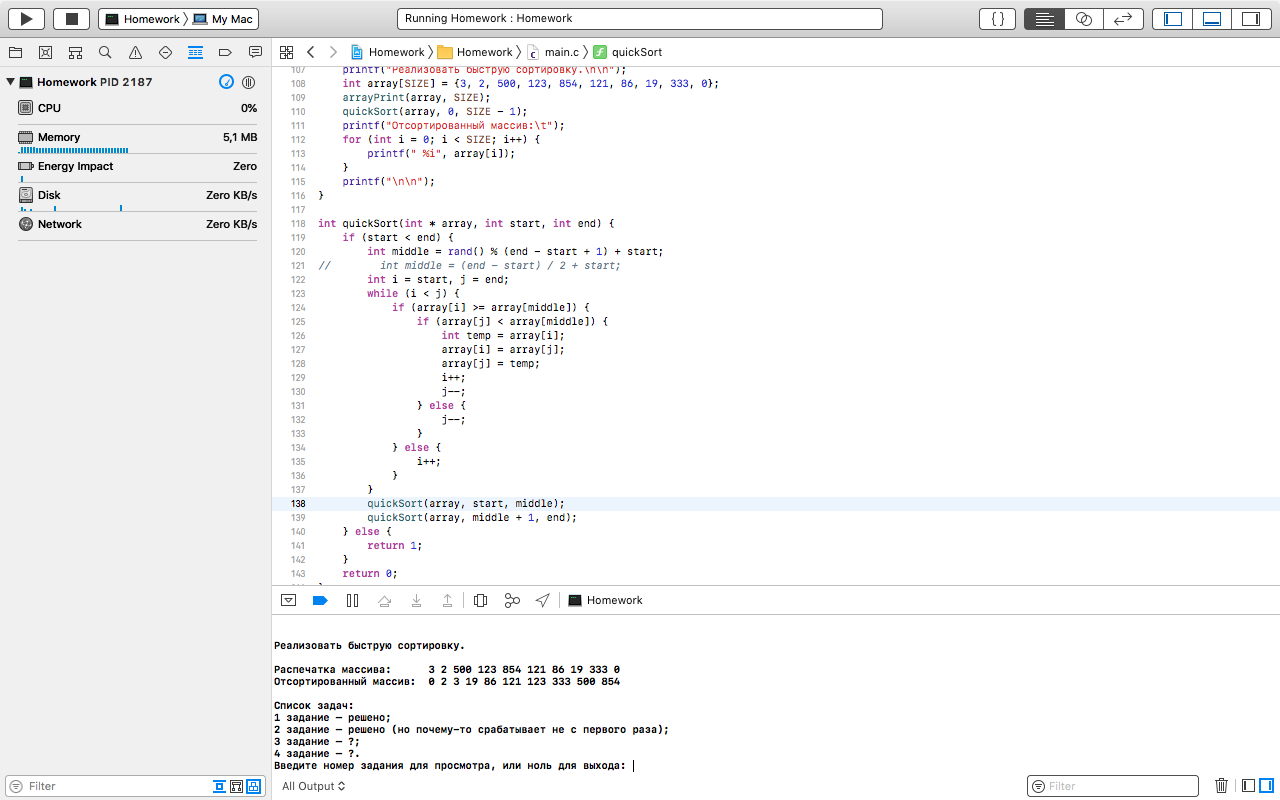 Homework 〉 My Mac
Running Homework : Homework
{ }
Homework PID 2187
CPU 0%
Memory 5,1 MB
Energy Impact Zero
Disk Zero KB/s
Network Zero KB/s
Filter
Homework 〉 Homework 〉 c main.c 〉 f quickSort
107 printf("Реализовать быструю сортировку.\n\n");
108 int array[SIZE] = {3, 2, 500, 123, 854, 121, 86, 19, 333, 0};
109 arrayPrint(array, SIZE);
110 quickSort(array, 0, SIZE - 1);
111 printf("Отсортированный массив:\t");
112 for (int i = 0; i < SIZE; i++) {
113 printf(" %i", array[i]);
114 }
115 printf("\n\n");
116 }
117
118 int quickSort(int * array, int start, int end) {
119 if (start < end) {
120 int middle = rand() % (end - start + 1) + start;
121 // int middle = (end - start) / 2 + start;
122 int i = start, j = end;
123 while (i < j) {
124 if (array[i] >= array[middle]) {
125 if (array[j] < array[middle]) {
126 int temp = array[i];
127 array[i] = array[j];
128 array[j] = temp;
129 i++;
130 j--;
131 } else {
132 j--;
133 }
134 } else {
135 i++;
136 }
137 }
138 quickSort(array, start, middle);
139 quickSort(array, middle + 1, end);
140 } else {
141 return 1;
142 }
143 return 0;
Homework
Реализовать быструю сортировку.
Распечатка массива: 3 2 500 123 854 121 86 19 333 0
Отсортированный массив: 0 2 3 19 86 121 123 333 500 854
Список задач:
1 задание — решено;
2 задание — решено (но почему-то срабатывает не с первого раза);
3 задание — ?;
4 задание — ?.
Введите номер задания для просмотра, или ноль для выхода:
All Output
Filter